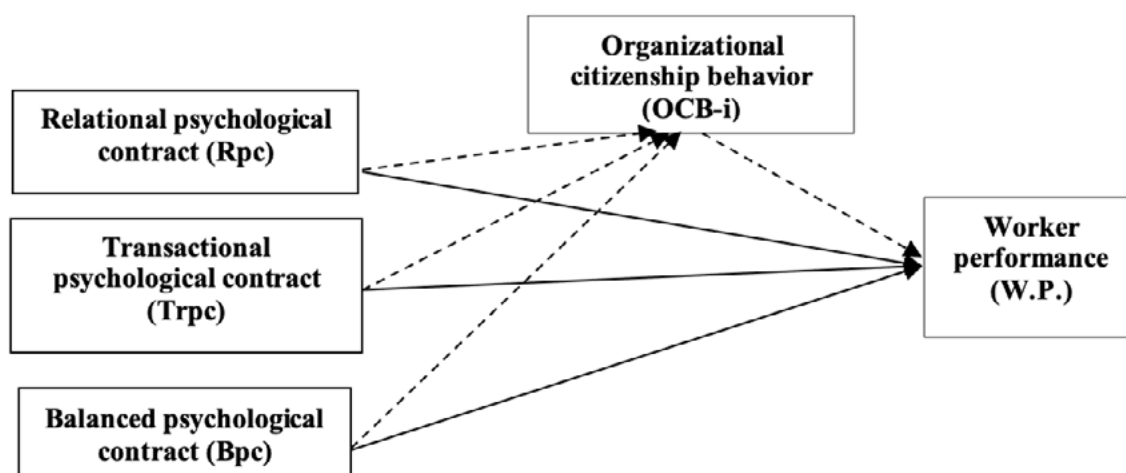 Organizational
citizenship behavior
(OCB-i)
Relational psychological
contract (Rpc)
Transactional
psychological contract
(Trpc)
Balanced psychological
contract (Bpc)
Worker
performance
(W.P.)